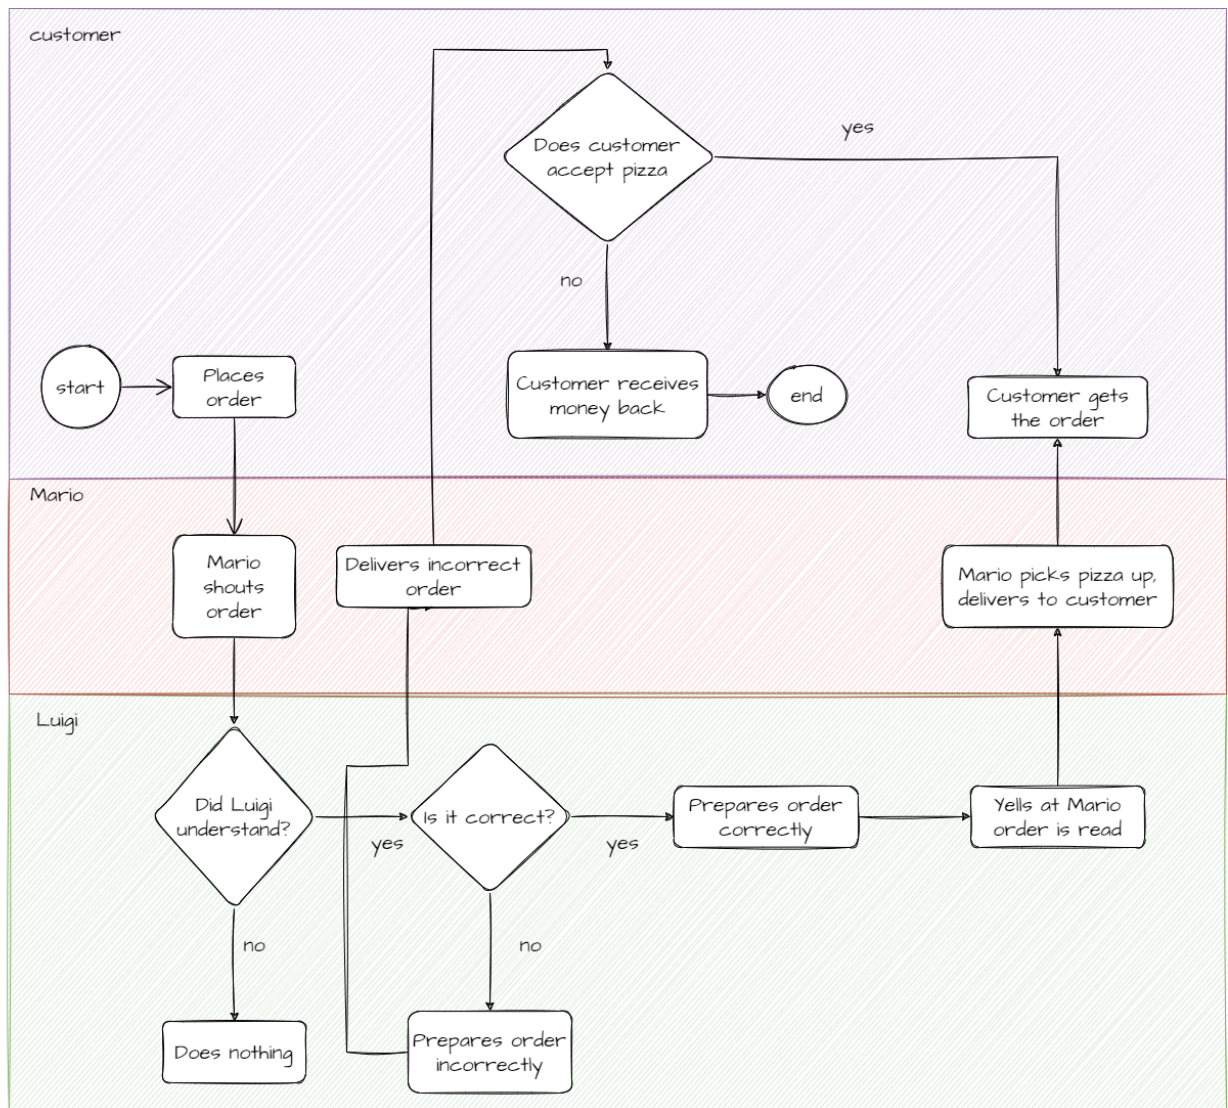 customer
Does customer
accept pizza
yes
no
start
Places
order
Customer receives
money back
end
Customer gets
the order
Mario
Mario
shouts
order
Delivers incorrect
order
Mario picks pizza up,
delivers to customer
Luigi
Did Luigi
understand?
yes
Is it correct?
yes
Prepares order
correctly
Yells at Mario
order is read
no
no
Does nothing
Prepares order
incorrectly